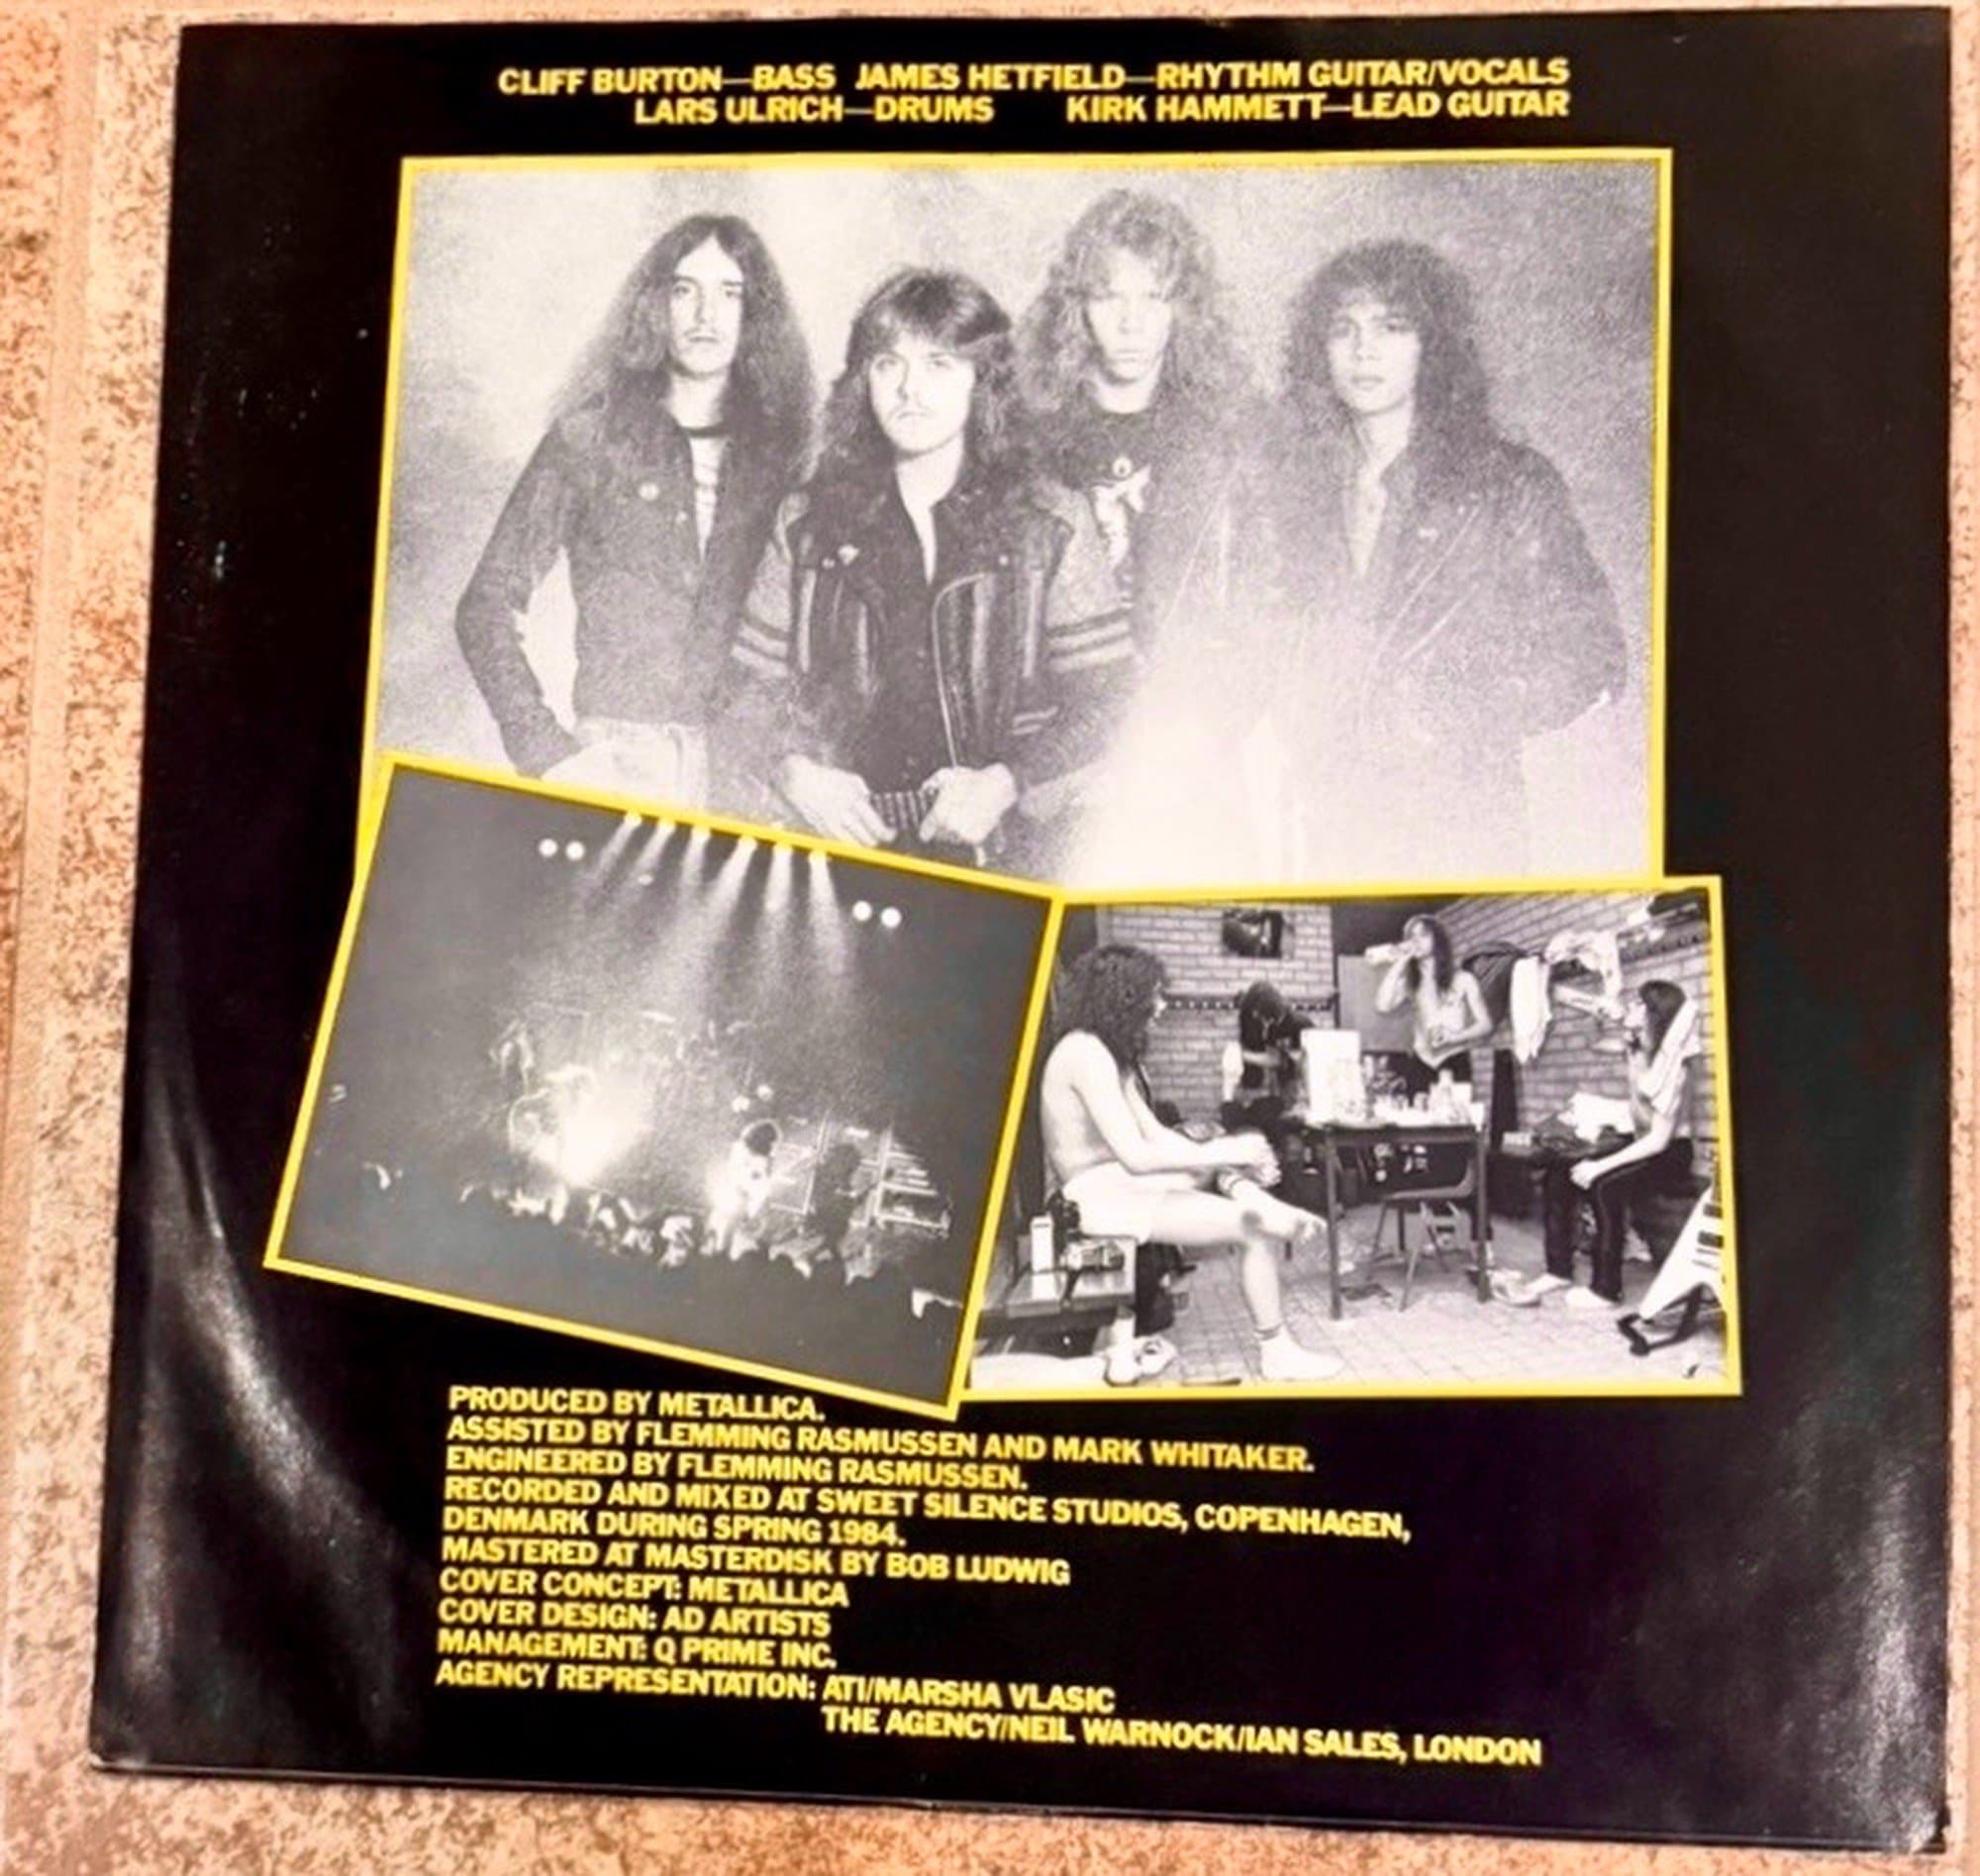 CLIFF BURTON—BASS JAMES HETFIELD—RHYTHM GUITAR/VOCALS
LARS ULRICH—DRUMS KIRK HAMMETT—LEAD GUITAR
PRODUCED BY METALLICA.
ASSISTED BY FLEMMING RASMUSSEN AND MARK WHITAKER.
ENGINEERED BY FLEMMING RASMUSSEN.
RECORDED AND MIXED AT SWEET SILENCE STUDIOS, COPENHAGEN,
DENMARK DURING SPRING 1984.
MASTERED AT MASTERDISK BY BOB LUDWIG
COVER CONCEPT: METALLICA
COVER DESIGN: AD ARTISTS
MANAGEMENT: Q PRIME INC.
AGENCY REPRESENTATION: ATI/MARSHA VLASIC
THE AGENCY/NEIL WARNOCK/IAN SALES, LONDON